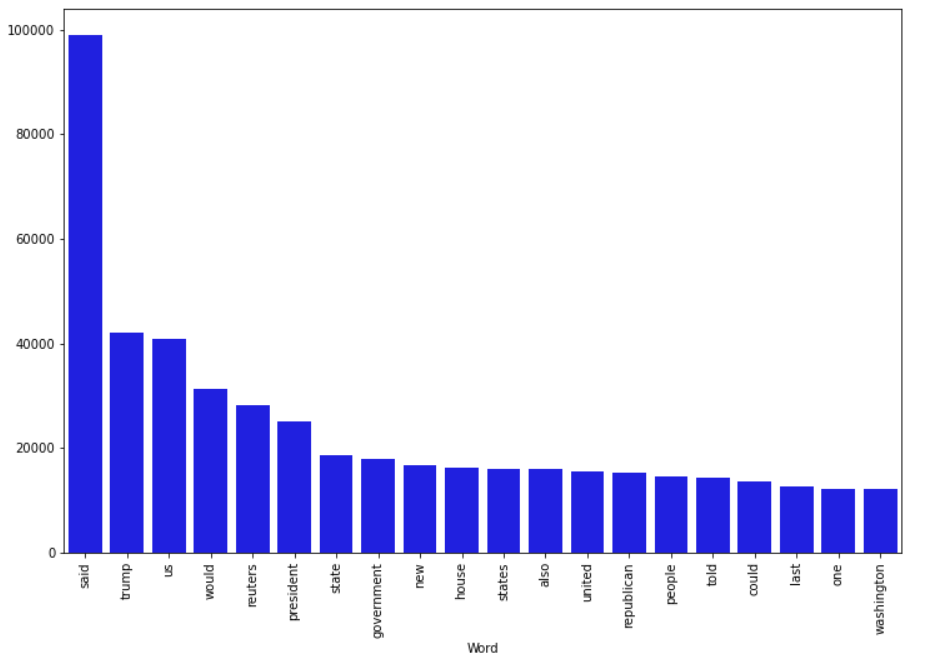 100000
80000
60000
40000
20000
0
said
trump
us
would
reuters
president
state
government
new
house
states
also
united
republican
people
told
could
last
one
washington
Word